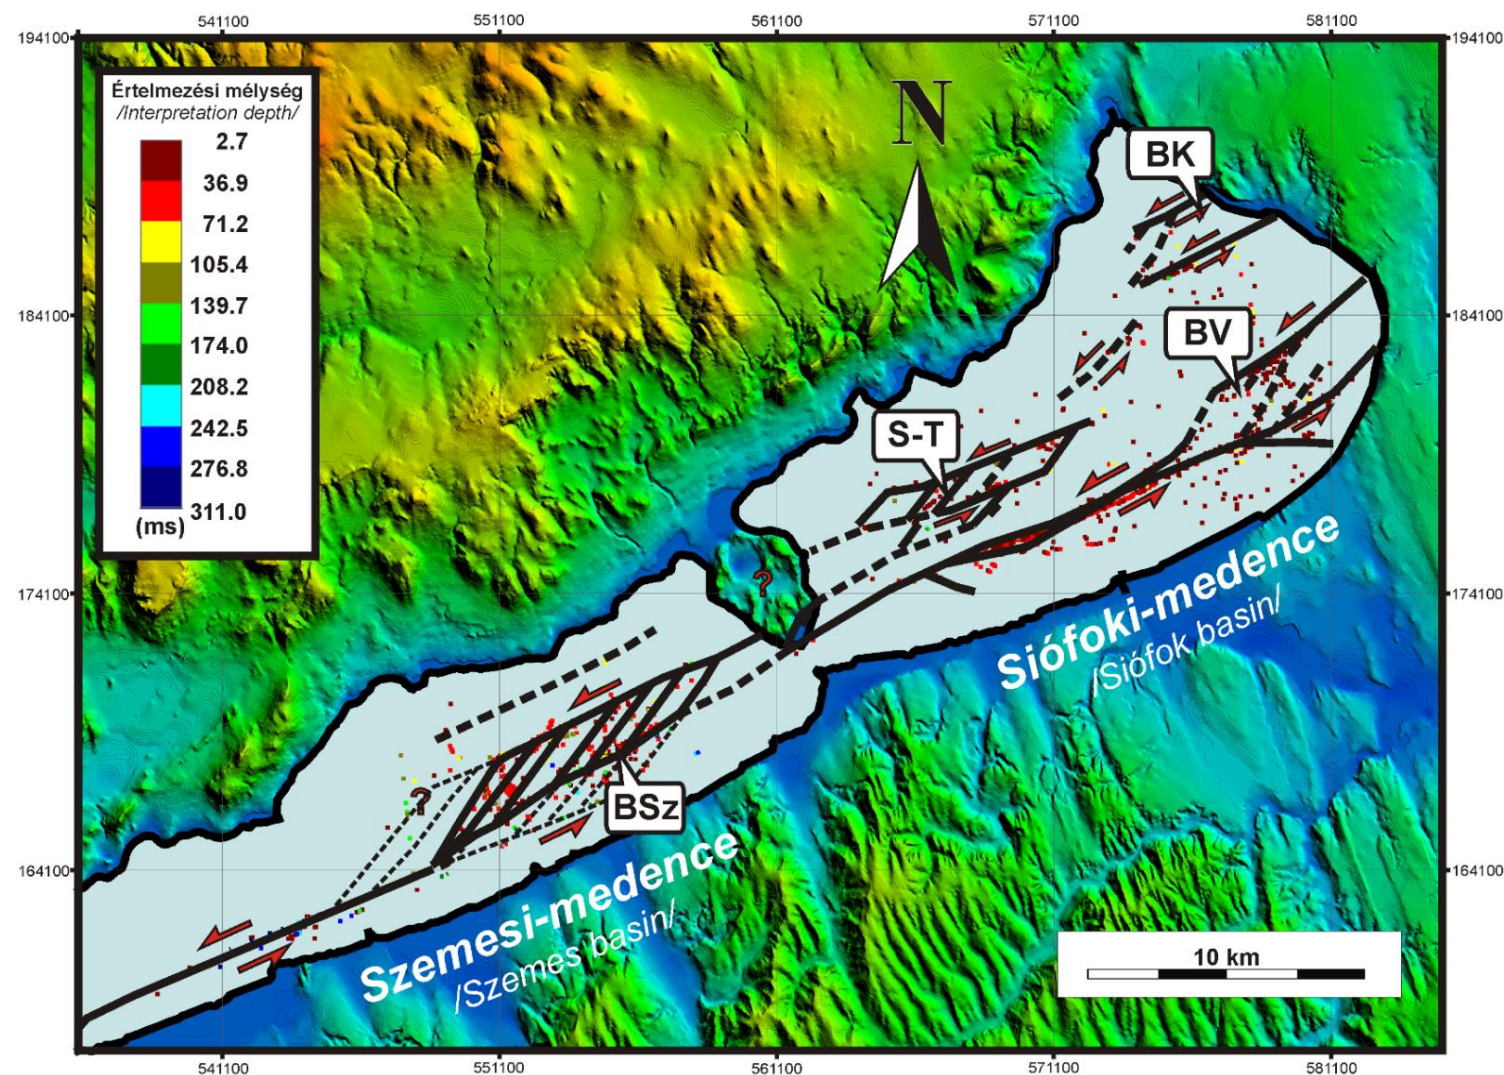 541100 551100 561100 571100 581100
194100 194100
Értelmezési mélység
/Interpretation depth/
2.7
36.9
71.2
105.4
139.7
174.0
208.2
242.5
276.8
311.0
(ms)
N
BK
184100 184100
BV
S-T
174100 174100
?
Siófoki-medence
/Siófok basin/
?
BSz
164100 164100
Szemesi-medence
/Szemes basin/
10 km
541100 551100 561100 571100 581100